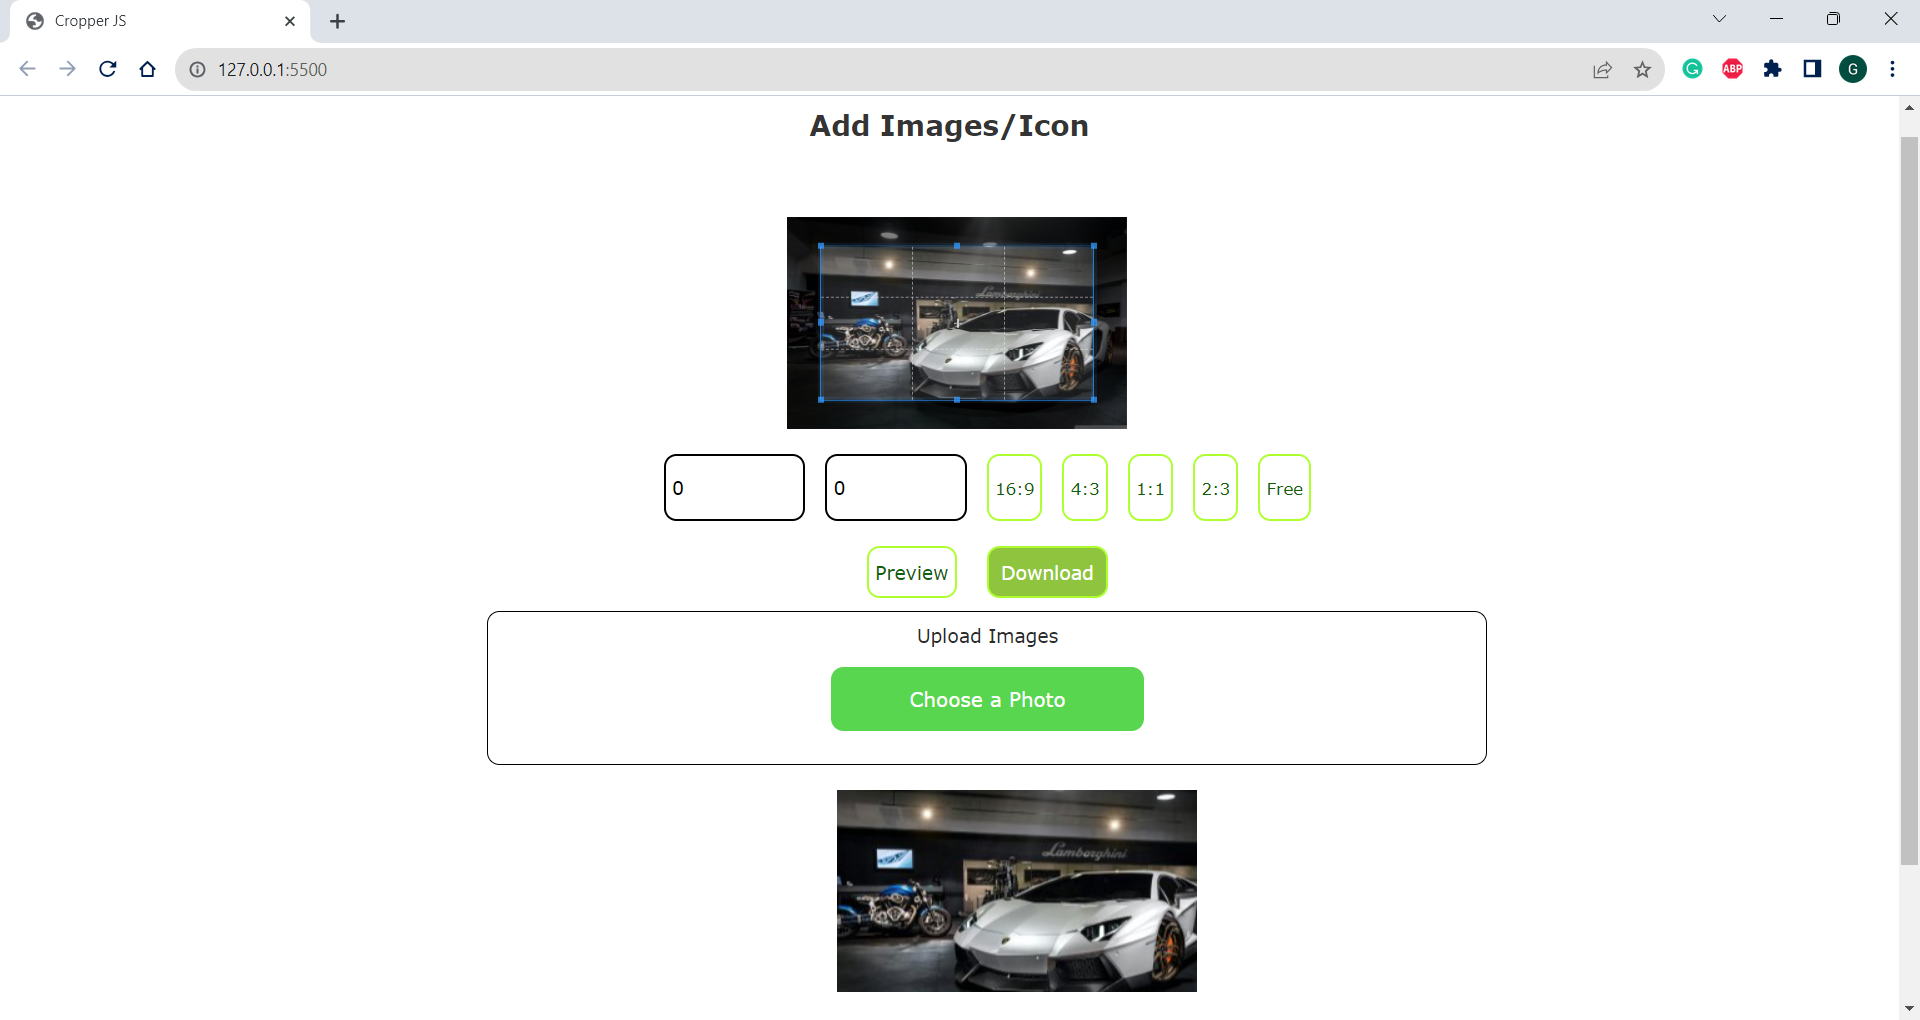 Cropper JS
127.0.0.1:5500
ABP
G
Add Images/Icon
Lamborghini
0 0 16:9 4:3 1:1 2:3 Free
Preview Download
Upload Images
Choose a Photo
Lamborghini